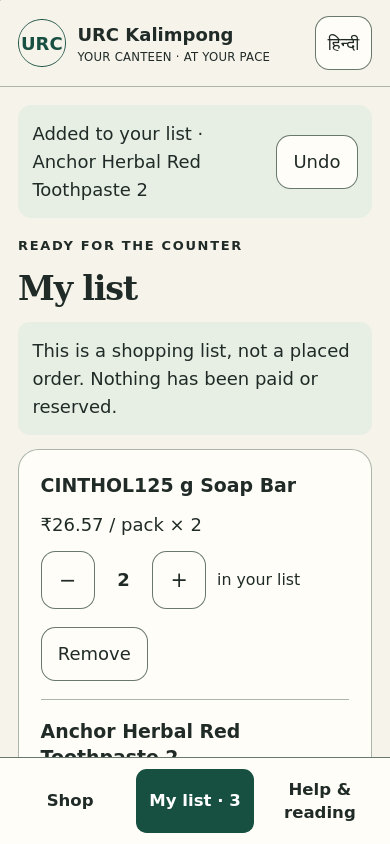 URC
URC Kalimpong
YOUR CANTEEN · AT YOUR PACE
हिन्दी
Added to your list ·
Anchor Herbal Red
Toothpaste 2
Undo
READY FOR THE COUNTER
My list
This is a shopping list, not a placed
order. Nothing has been paid or
reserved.
CINTHOL125 g Soap Bar
₹26.57 / pack × 2
− 2 + in your list
Remove
Anchor Herbal Red
Toothpaste 2
Shop
My list · 3
Help &
reading